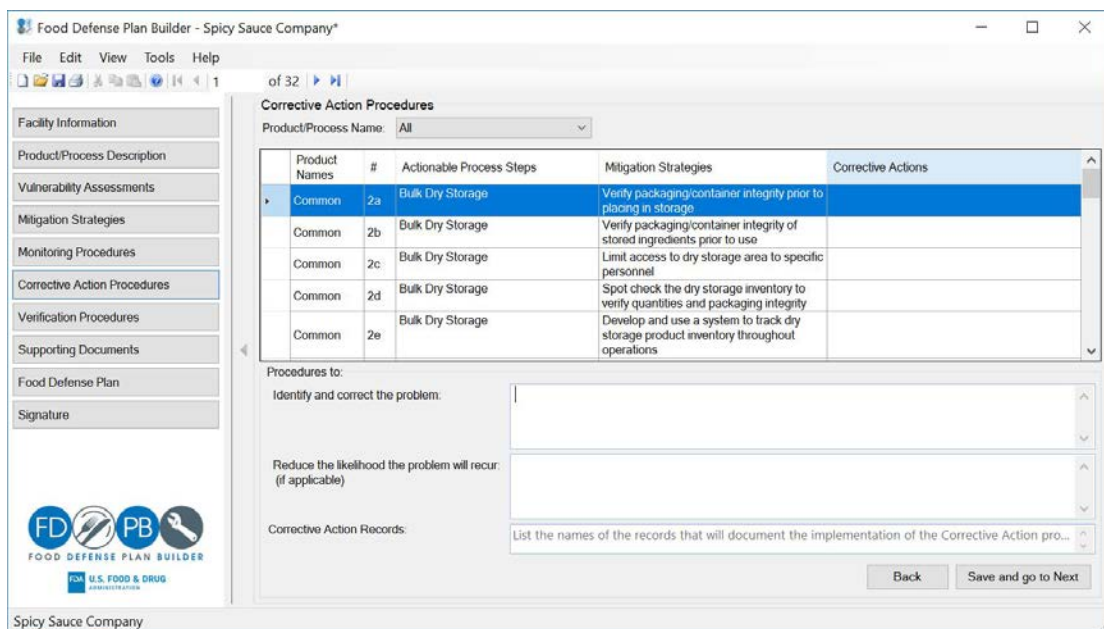 Food Defense Plan Builder - Spicy Sauce Company*
File Edit View Tools Help
1 of 32
Facility Information
Product/Process Description
Vulnerability Assessments
Mitigation Strategies
Monitoring Procedures
Corrective Action Procedures
Verification Procedures
Supporting Documents
Food Defense Plan
Signature
FD PB
FOOD DEFENSE PLAN BUILDER
FDA U.S. FOOD & DRUG
ADMINISTRATION
Corrective Action Procedures
Product/Process Name: All
Product Names # Actionable Process Steps Mitigation Strategies Corrective Actions
Common 2a Bulk Dry Storage Verify packaging/container integrity prior to
placing in storage
Common 2b Bulk Dry Storage Verify packaging/container integrity of
stored ingredients prior to use
Common 2c Bulk Dry Storage Limit access to dry storage area to specific
personnel
Common 2d Bulk Dry Storage Spot check the dry storage inventory to
verify quantities and packaging integrity
Common 2e Bulk Dry Storage Develop and use a system to track dry
storage product inventory throughout
operations
Procedures to:
Identify and correct the problem:
Reduce the likelihood the problem will recur:
(if applicable)
Corrective Action Records: List the names of the records that will document the implementation of the Corrective Action pro...
Back Save and go to Next
Spicy Sauce Company